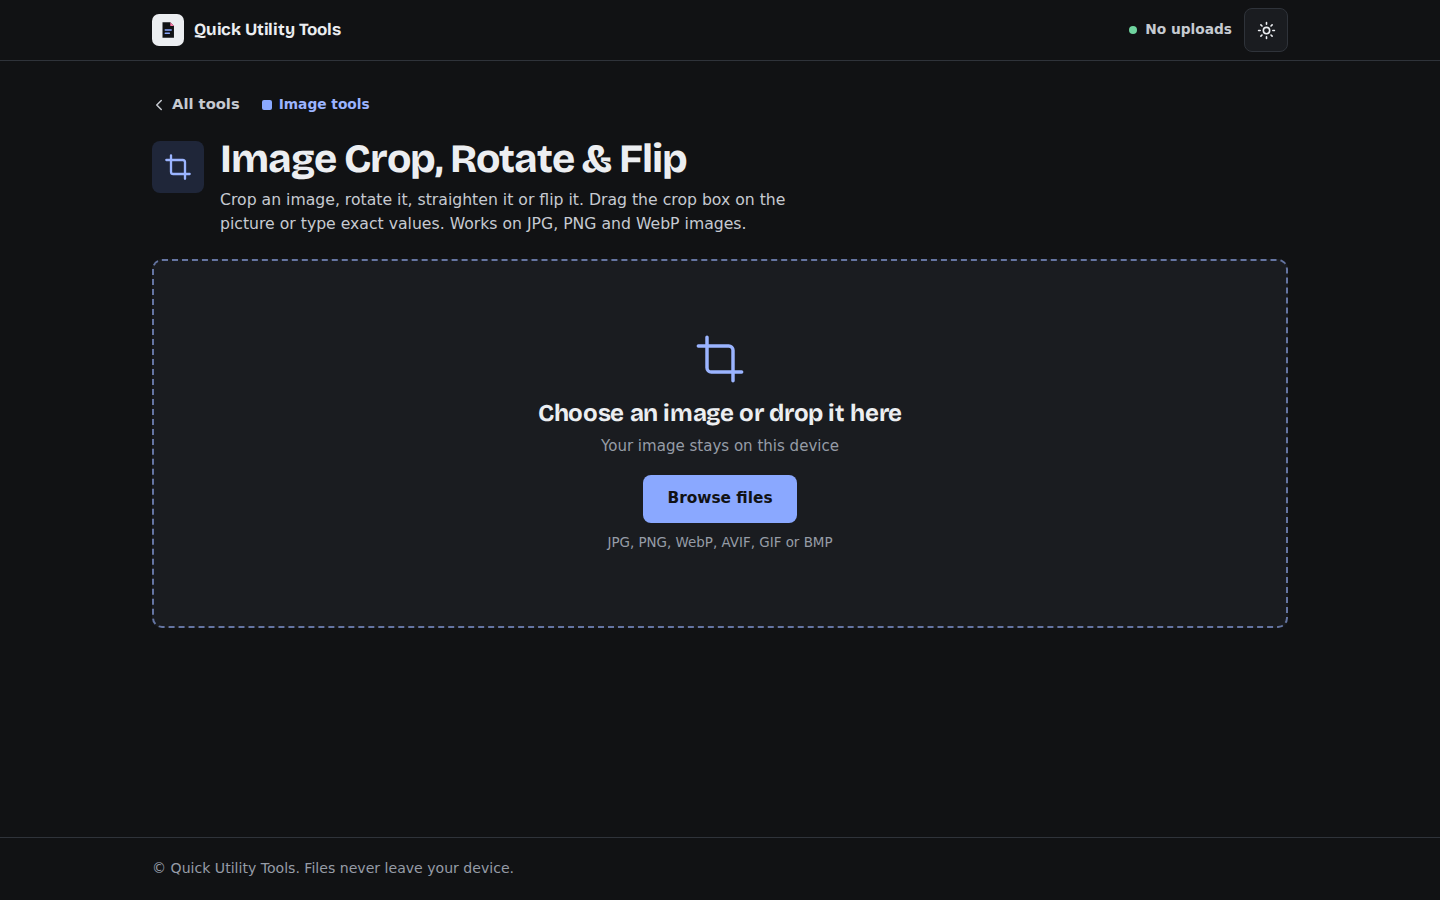 Quick Utility Tools
No uploads
All tools
Image tools
Image Crop, Rotate & Flip
Crop an image, rotate it, straighten it or flip it. Drag the crop box on the
picture or type exact values. Works on JPG, PNG and WebP images.
Choose an image or drop it here
Your image stays on this device
Browse files
JPG, PNG, WebP, AVIF, GIF or BMP
© Quick Utility Tools. Files never leave your device.